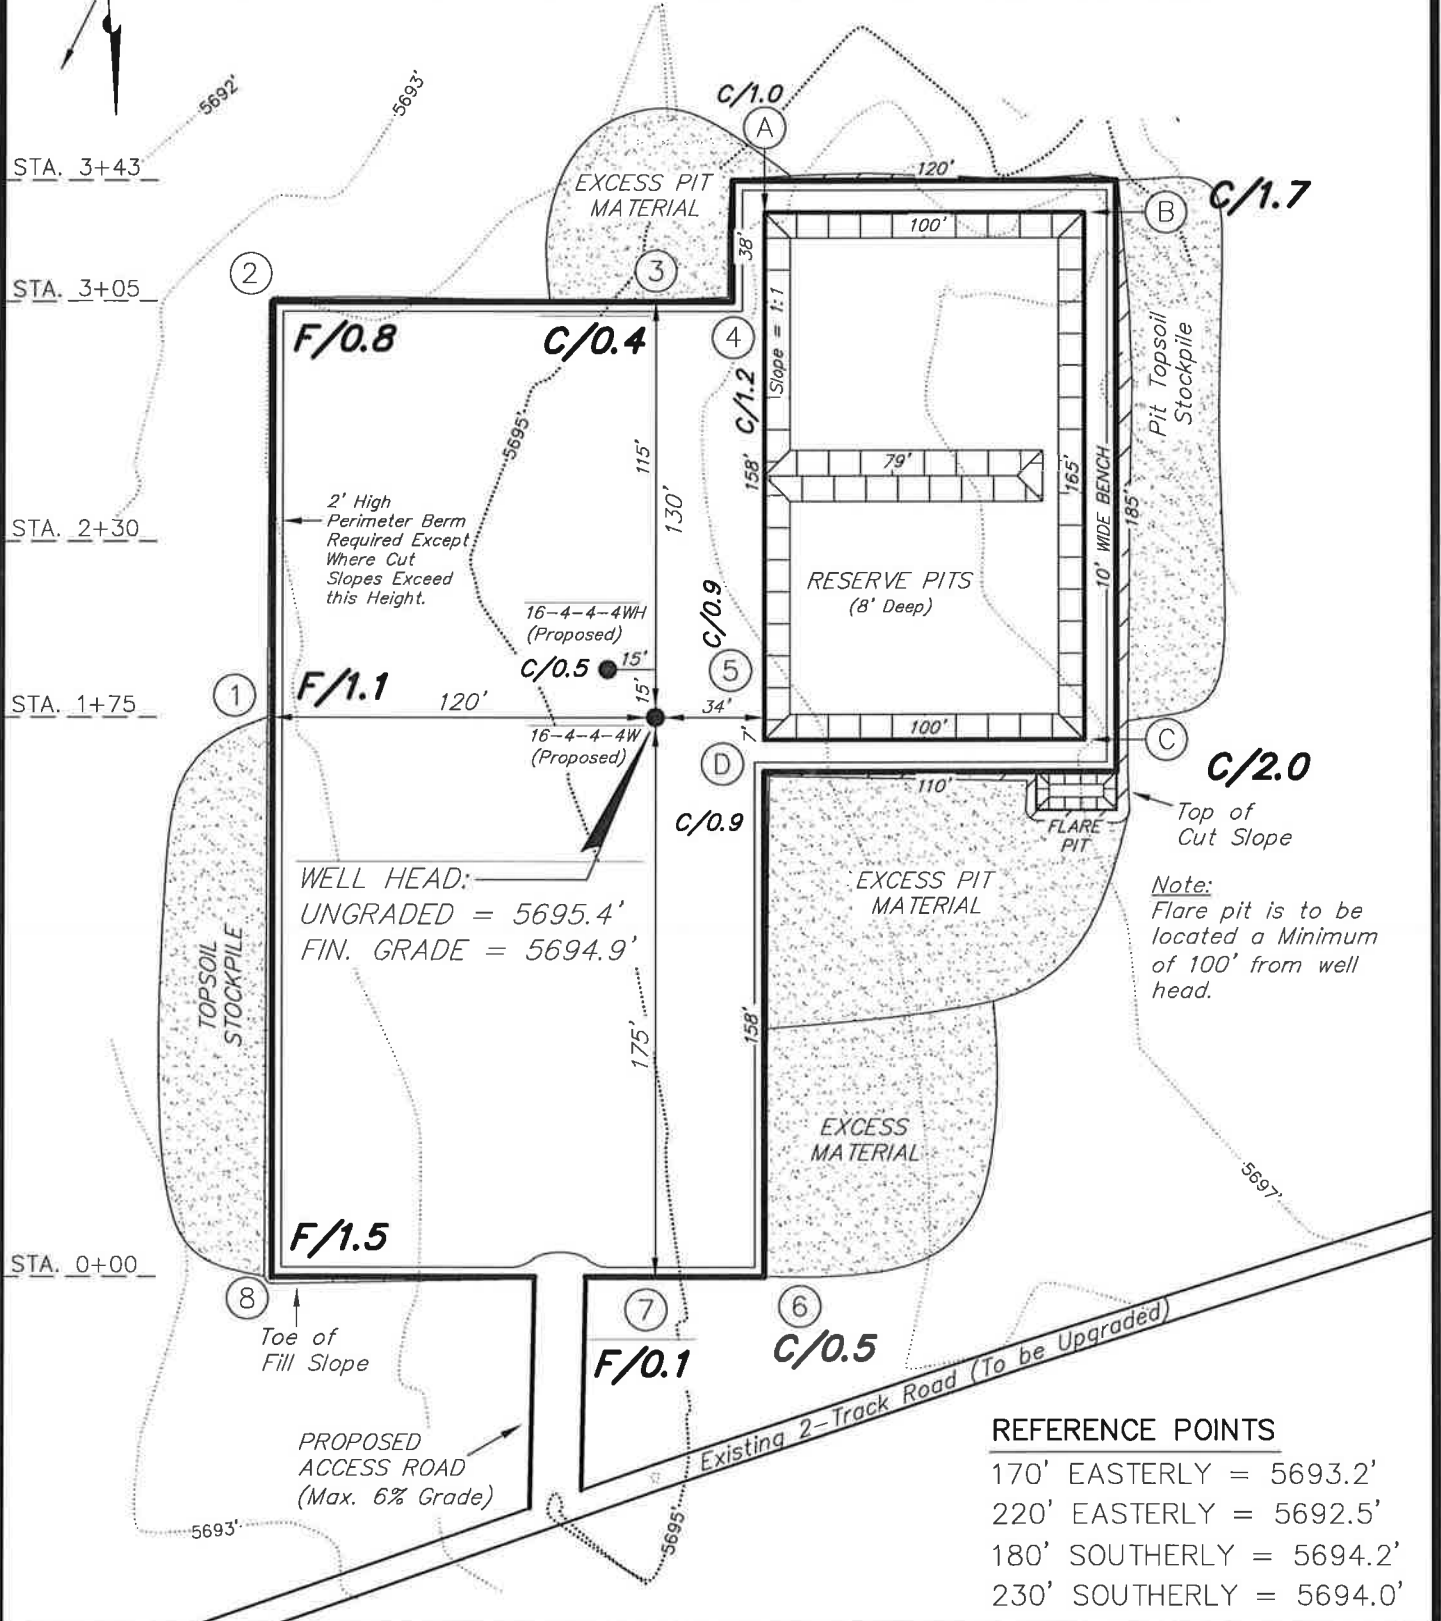 5692'
5693'
C/1.0
A
STA. 3+43
120'
EXCESS PIT
MATERIAL
B
C/1.7
100'
38'
2
3
STA. 3+05
F/0.8
C/0.4
4
Slope = 1:1
Pit Topsoil
Stockpile
C/1.2
5695'
115'
130'
158'
79'
165'
10' WIDE BENCH
185'
2' High
Perimeter Berm
Required Except
Where Cut
Slopes Exceed
this Height.
STA. 2+30
RESERVE PITS
(8' Deep)
16-4-4-4WH
(Proposed)
C/0.9
C/0.5
15'
15'
5
1
F/1.1
STA. 1+75
120'
34'
16-4-4-4W
(Proposed)
7'
100'
C
D
C/2.0
110'
C/0.9
FLARE
PIT
Top of
Cut Slope
WELL HEAD:
UNGRADED = 5695.4'
FIN. GRADE = 5694.9'
EXCESS PIT
MATERIAL
Note:
Flare pit is to be
located a Minimum
of 100' from well
head.
TOPSOIL
STOCKPILE
175'
158'
EXCESS
MATERIAL
5697'
F/1.5
STA. 0+00
8
7
6
Toe of
Fill Slope
F/0.1
C/0.5
Existing 2-Track Road (To be Upgraded)
PROPOSED
ACCESS ROAD
(Max. 6% Grade)
5693'
5695'
REFERENCE POINTS
170' EASTERLY = 5693.2'
220' EASTERLY = 5692.5'
180' SOUTHERLY = 5694.2'
230' SOUTHERLY = 5694.0'